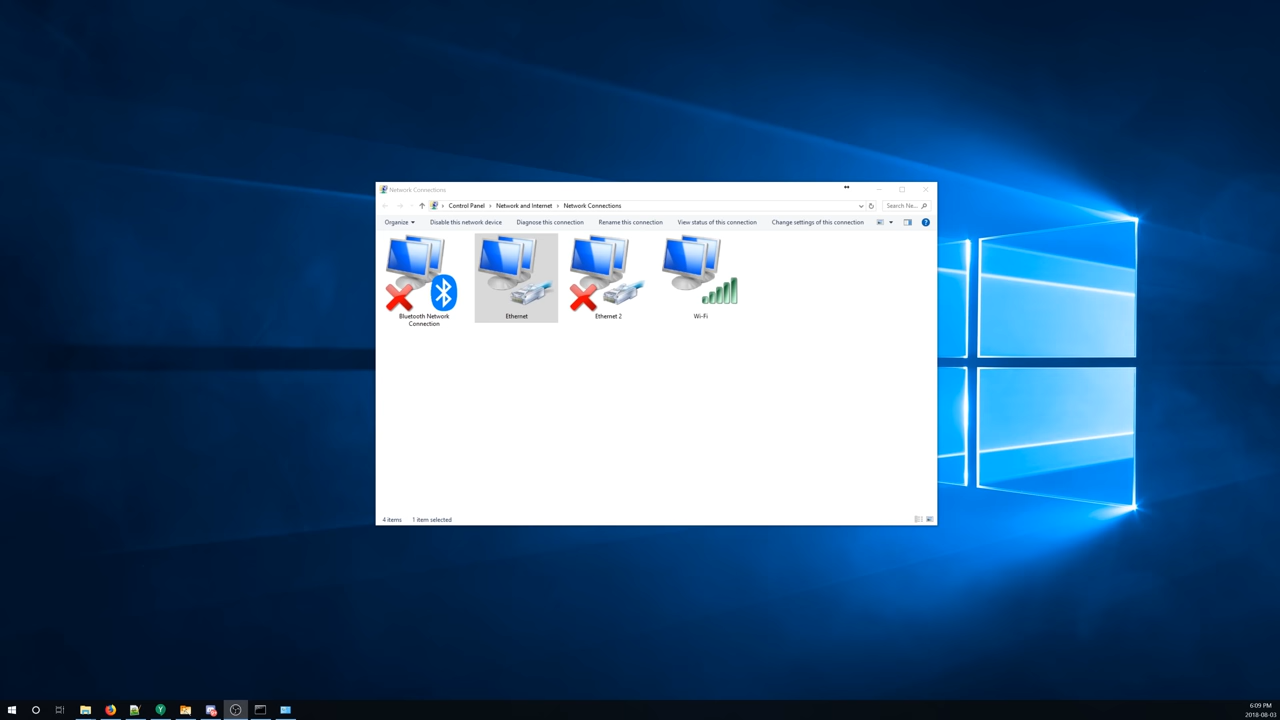 Network Connections
Control Panel > Network and Internet > Network Connections
Search Ne...
Organize
Disable this network device
Diagnose this connection
Rename this connection
View status of this connection
Change settings of this connection
Bluetooth Network
Connection
Ethernet
Ethernet 2
Wi-Fi
4 items
1 item selected
6:09 PM
2018-08-03